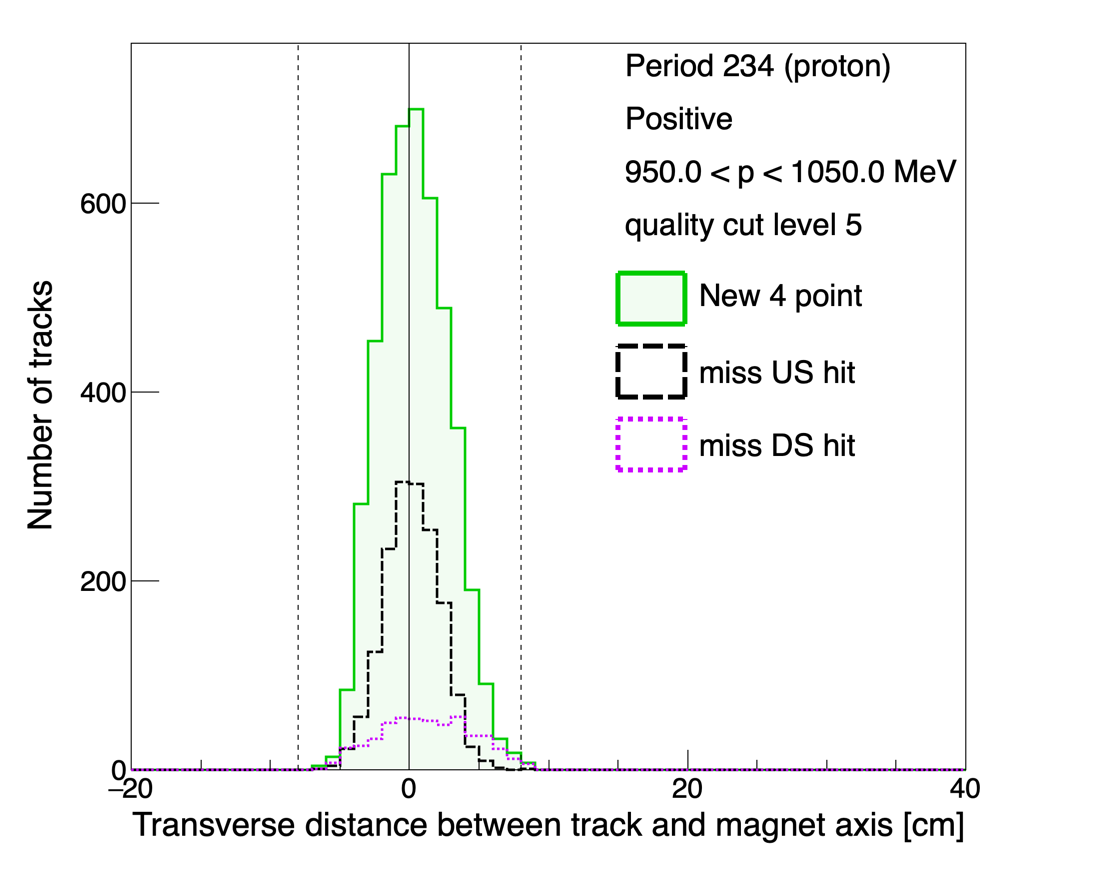 Period 234 (proton)
Positive
950.0 < p < 1050.0 MeV
quality cut level 5
New 4 point
miss US hit
miss DS hit
Number of tracks
600
400
200
0
−20
0
20
40
Transverse distance between track and magnet axis [cm]